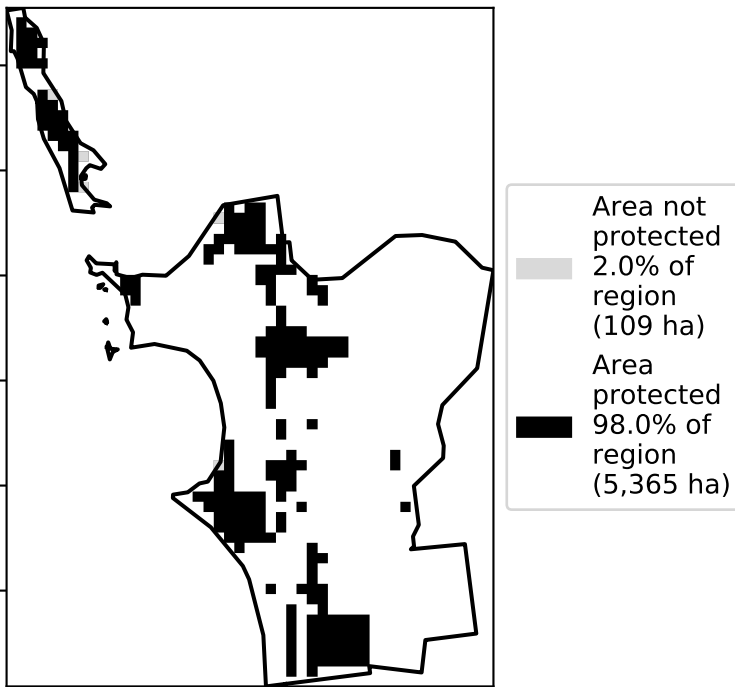 Area not
protected
2.0% of
region
(109 ha)
Area
protected
98.0% of
region
(5,365 ha)